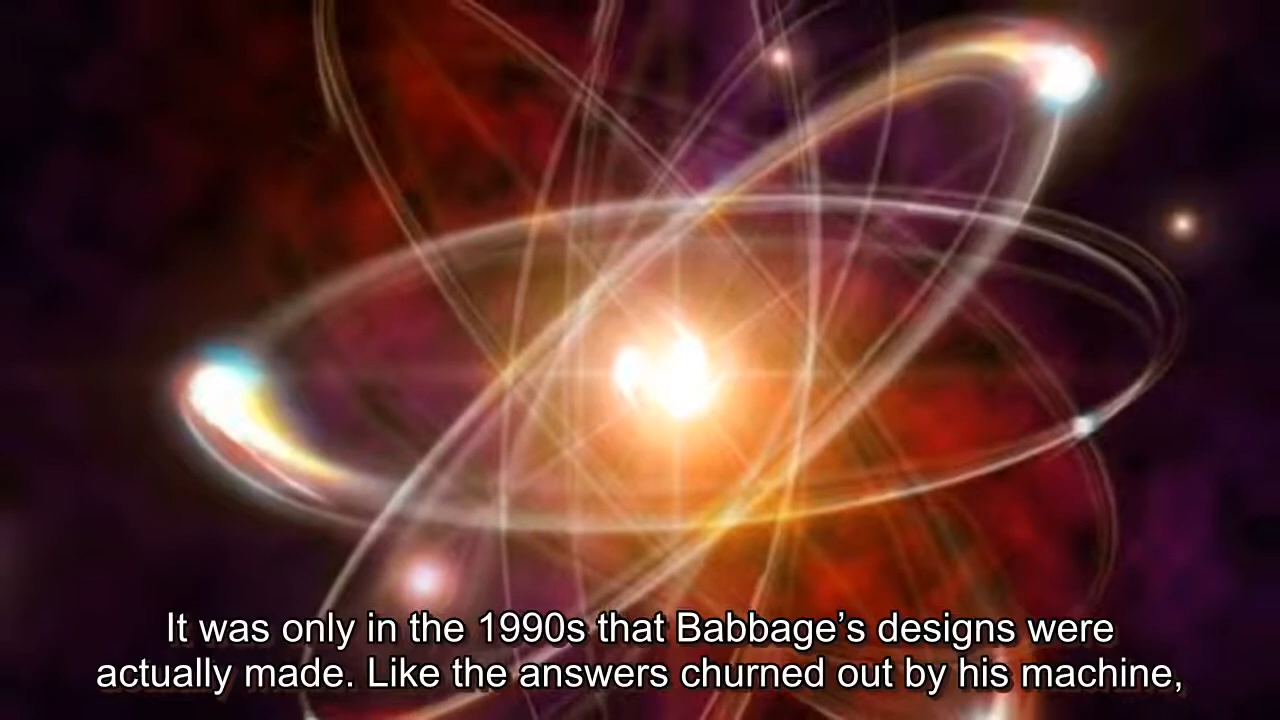 It was only in the 1990s that Babbage’s designs were
actually made. Like the answers churned out by his machine,